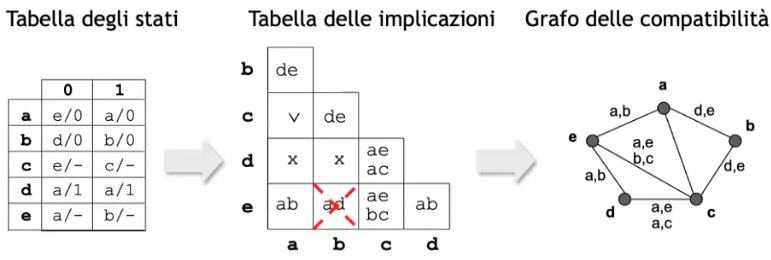 Tabella degli stati
0 1
a e/0 a/0
b d/0 b/0
c e/- c/-
d a/1 a/1
e a/- b/-
Tabella delle implicazioni
b de
c v de
d x x ae
ac
e ab ad ae
bc ab
a b c d
Grafo delle compatibilità
a
a,b d,e
b
e
a,e
b,c
d,e
a,b
d
a,e
a,c
c